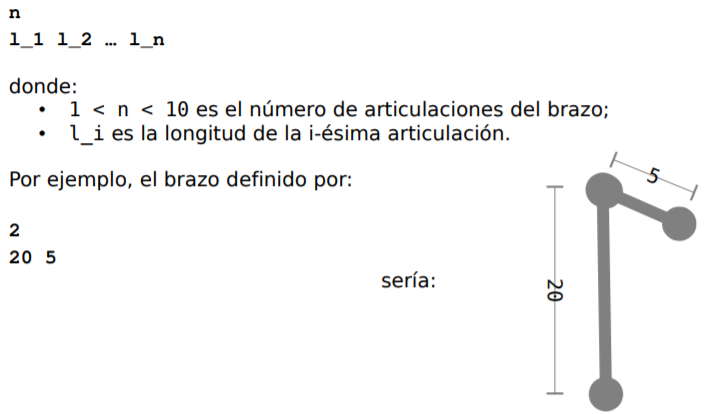 n
l_1 l_2 … l_n
donde:
• 1 < n < 10 es el número de articulaciones del brazo;
• l_i es la longitud de la i-ésima articulación.
Por ejemplo, el brazo definido por:
2
20 5
sería:
5
20